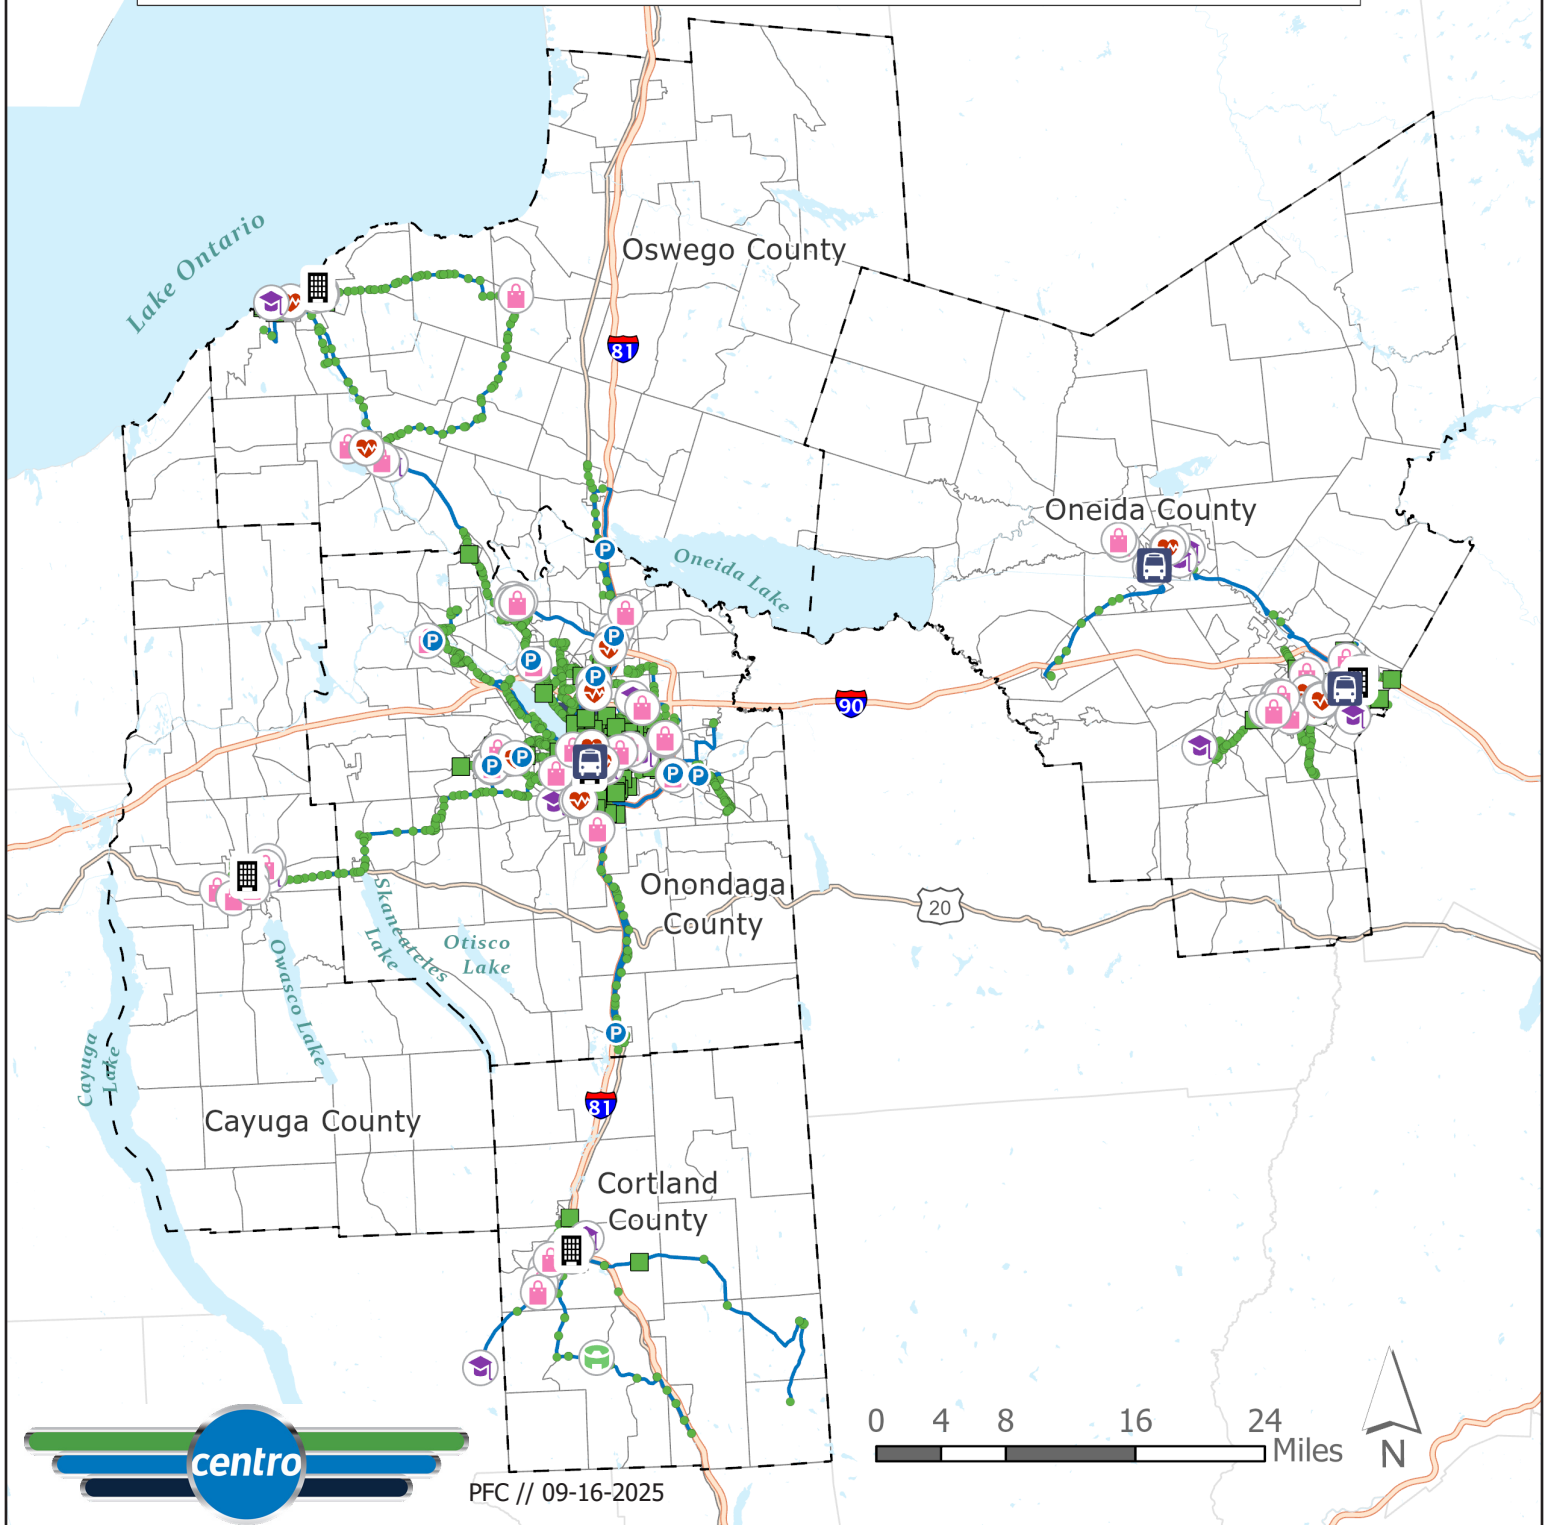 Lake Ontario
Oswego County
81
Oneida County
Oneida Lake
P
P
P
P
P
90
P
P
P
P
Onondaga
County
20
Skaneateles
Lake
Otisco
Lake
Owasco Lake
Cayuga
Lake
P
81
Cayuga County
Cortland
County
0 4 8 16 24
Miles
N
centro
PFC // 09-16-2025